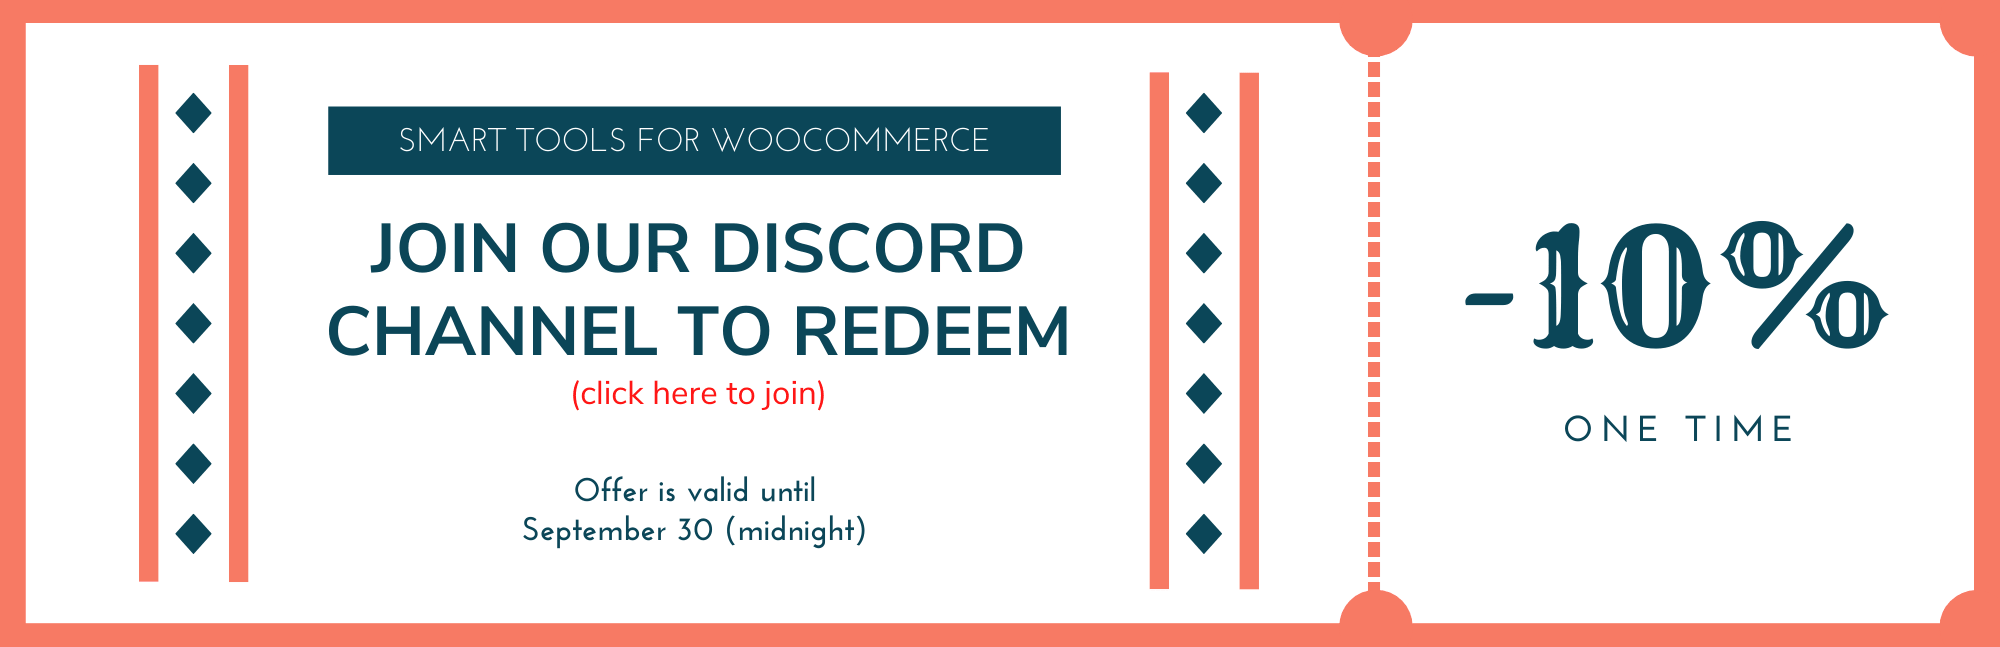 SMART TOOLS FOR WOOCOMMERCE
JOIN OUR DISCORD
CHANNEL TO REDEEM
(click here to join)
Offer is valid until
September 30 (midnight)
-10%
ONE TIME